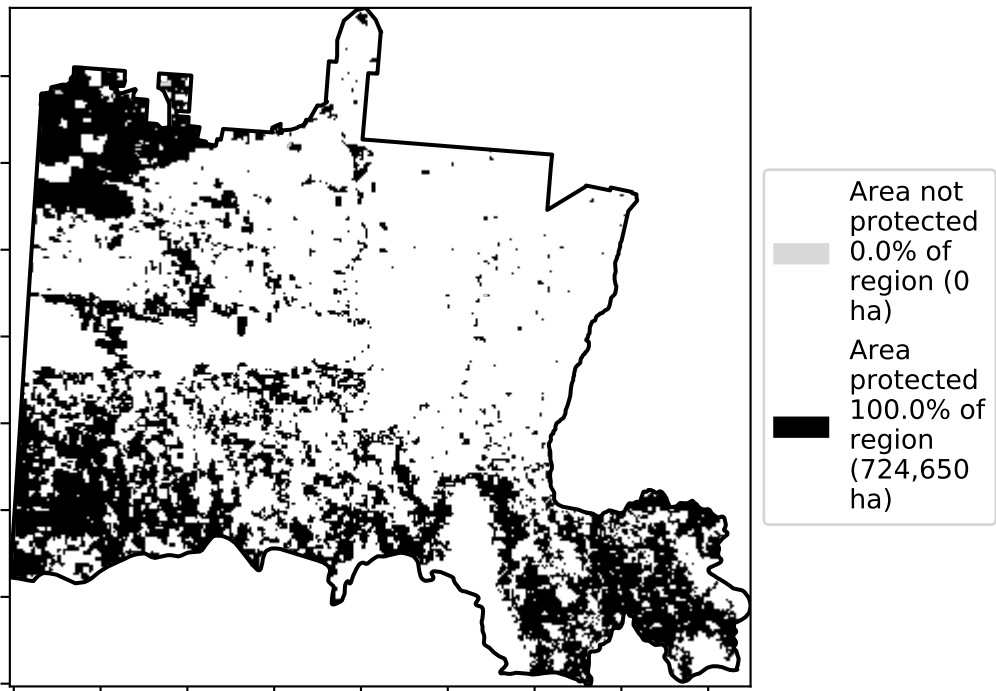 Area not
protected
0.0% of
region (0
ha)
Area
protected
100.0% of
region
(724,650
ha)